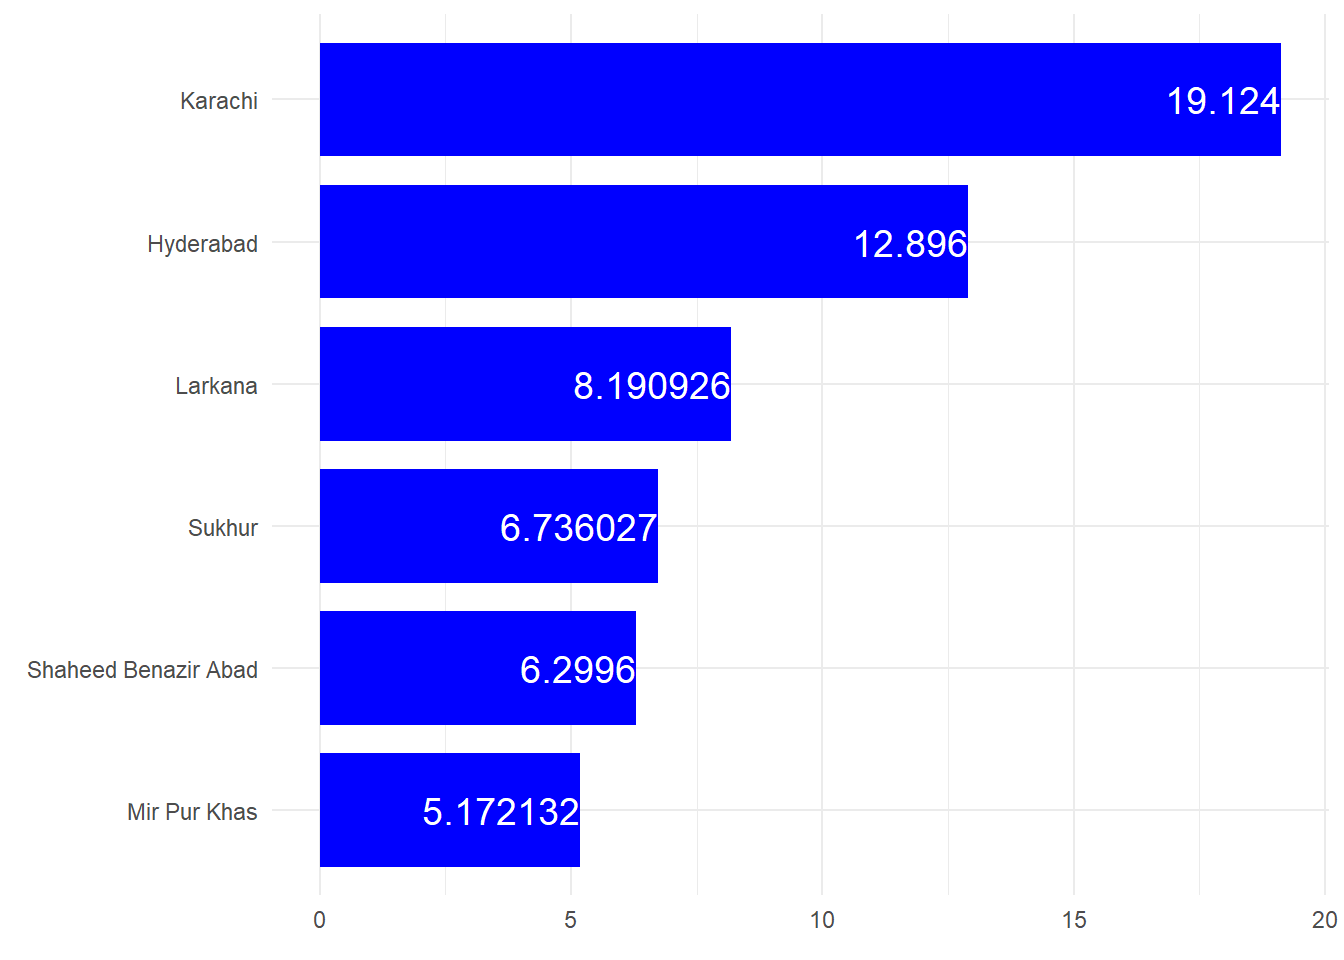 Karachi
19.124
Hyderabad
12.896
Larkana
8.190926
Sukhur
6.736027
Shaheed Benazir Abad
6.2996
Mir Pur Khas
5.172132
0 5 10 15 20